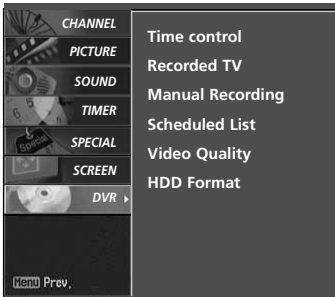 CHANNEL
PICTURE
SOUND
TIMER
SPECIAL
SCREEN
DVR
Time control
Recorded TV
Manual Recording
Scheduled List
Video Quality
HDD Format
Menu Prev.